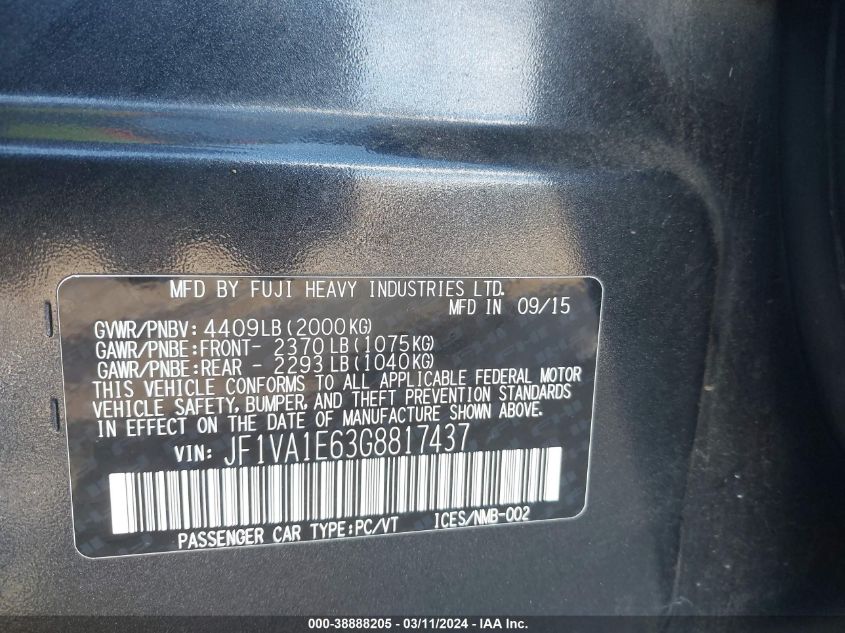 MFD BY FUJI HEAVY INDUSTRIES LTD.
MFD IN 09/15
GVWR/PNBV: 4409LB (2000KG)
GAWR/PNBE:FRONT- 2370LB (1075KG)
GAWR/PNBE:REAR - 2293LB (1040KG)
THIS VEHICLE CONFORMS TO ALL APPLICABLE FEDERAL MOTOR
VEHICLE SAFETY, BUMPER, AND THEFT PREVENTION STANDARDS
IN EFFECT ON THE DATE OF MANUFACTURE SHOWN ABOVE.
VIN: JF1VA1E63G8817437
PASSENGER CAR TYPE:PC/VT ICES/NMB-002
000-38888205 - 03/11/2024 - IAA Inc.